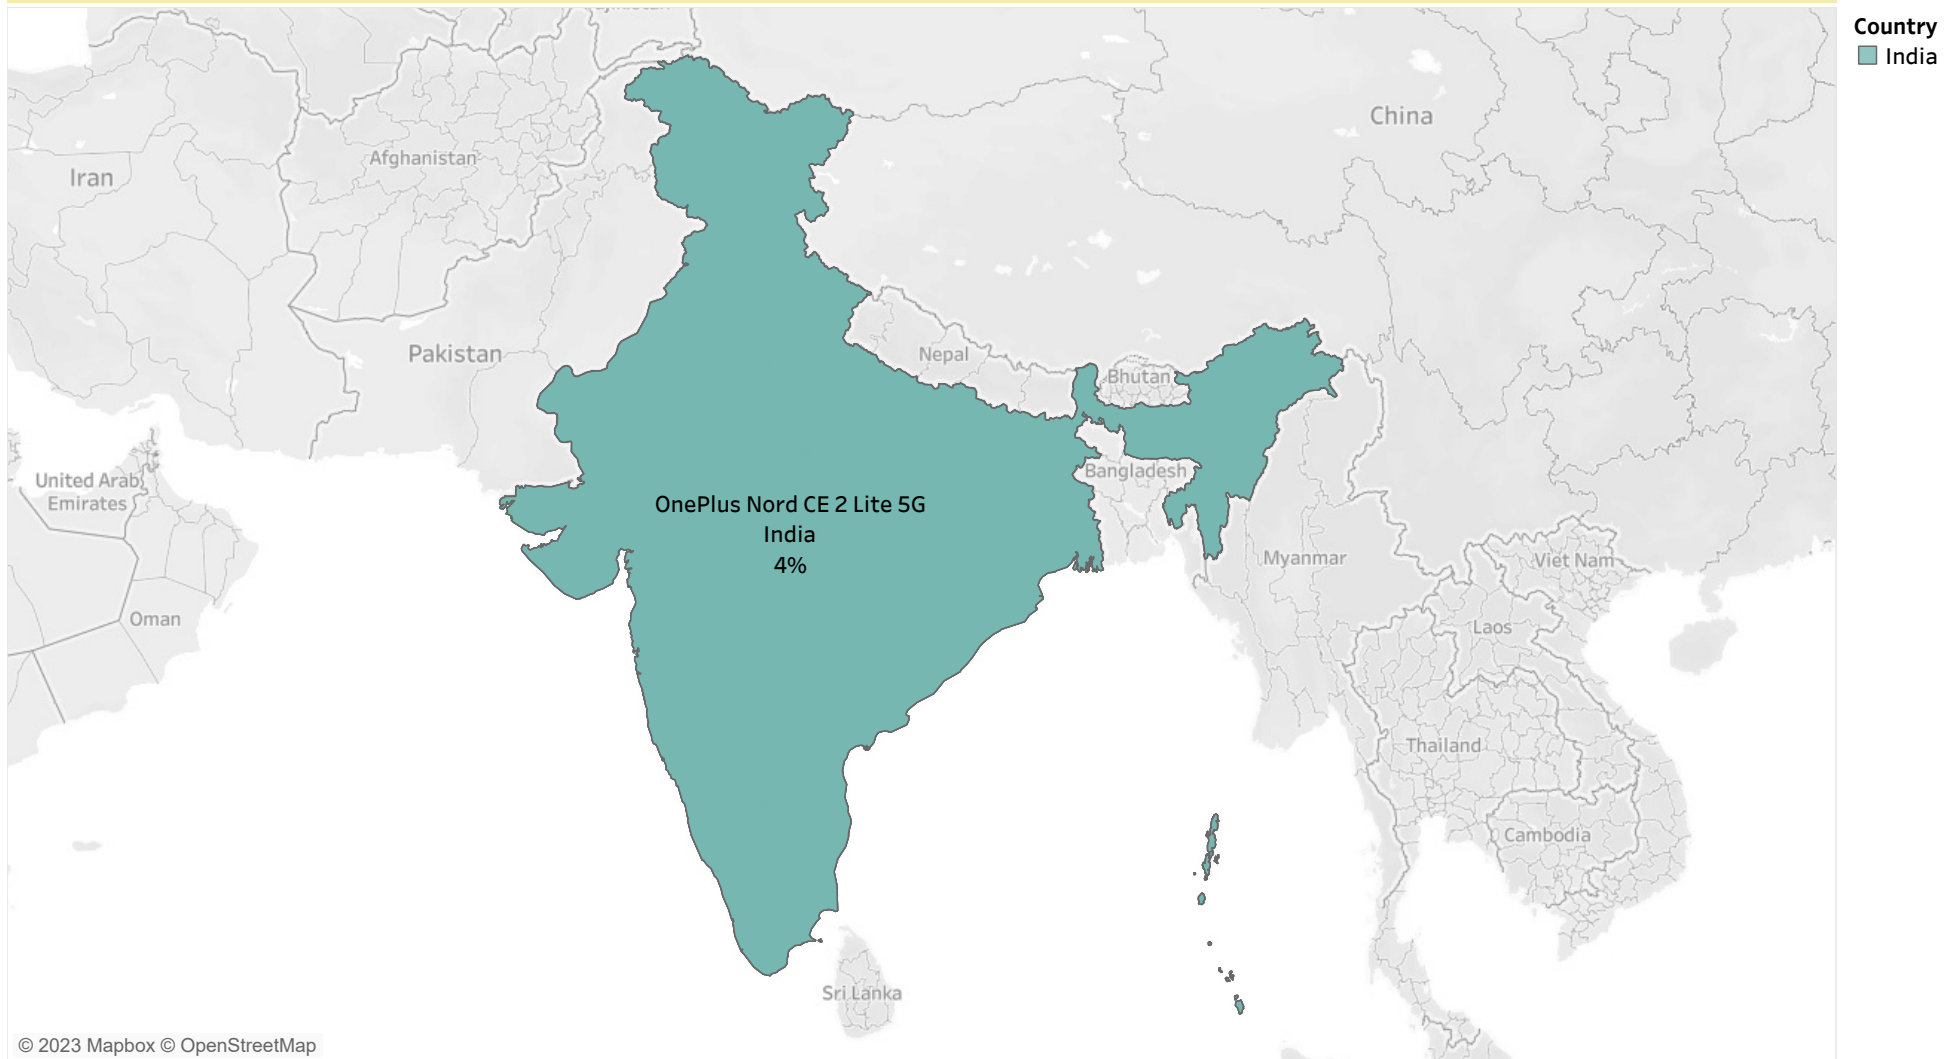 Country
India
China
Afghanistan
Iran
Pakistan
Nepal
Bhutan
Bangladesh
United Arab
Emirates
OnePlus Nord CE 2 Lite 5G
India
4%
Myanmar
Viet Nam
Oman
Laos
Thailand
Cambodia
Sri Lanka
© 2023 Mapbox © OpenStreetMap